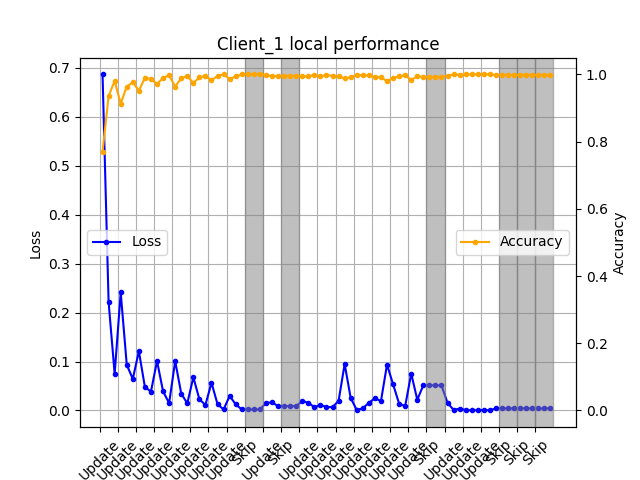 Client_1 local performance
0.7
0.6
0.5
0.4
0.3
0.2
0.1
0.0
Loss
Loss
Accuracy
1.0
0.8
0.6
0.4
0.2
0.0
Accuracy
Update
Update
Update
Update
Update
Update
Update
Update
Skip
Update
Skip
Update
Update
Update
Update
Update
Update
Update
Skip
Update
Update
Update
Skip
Skip
Skip